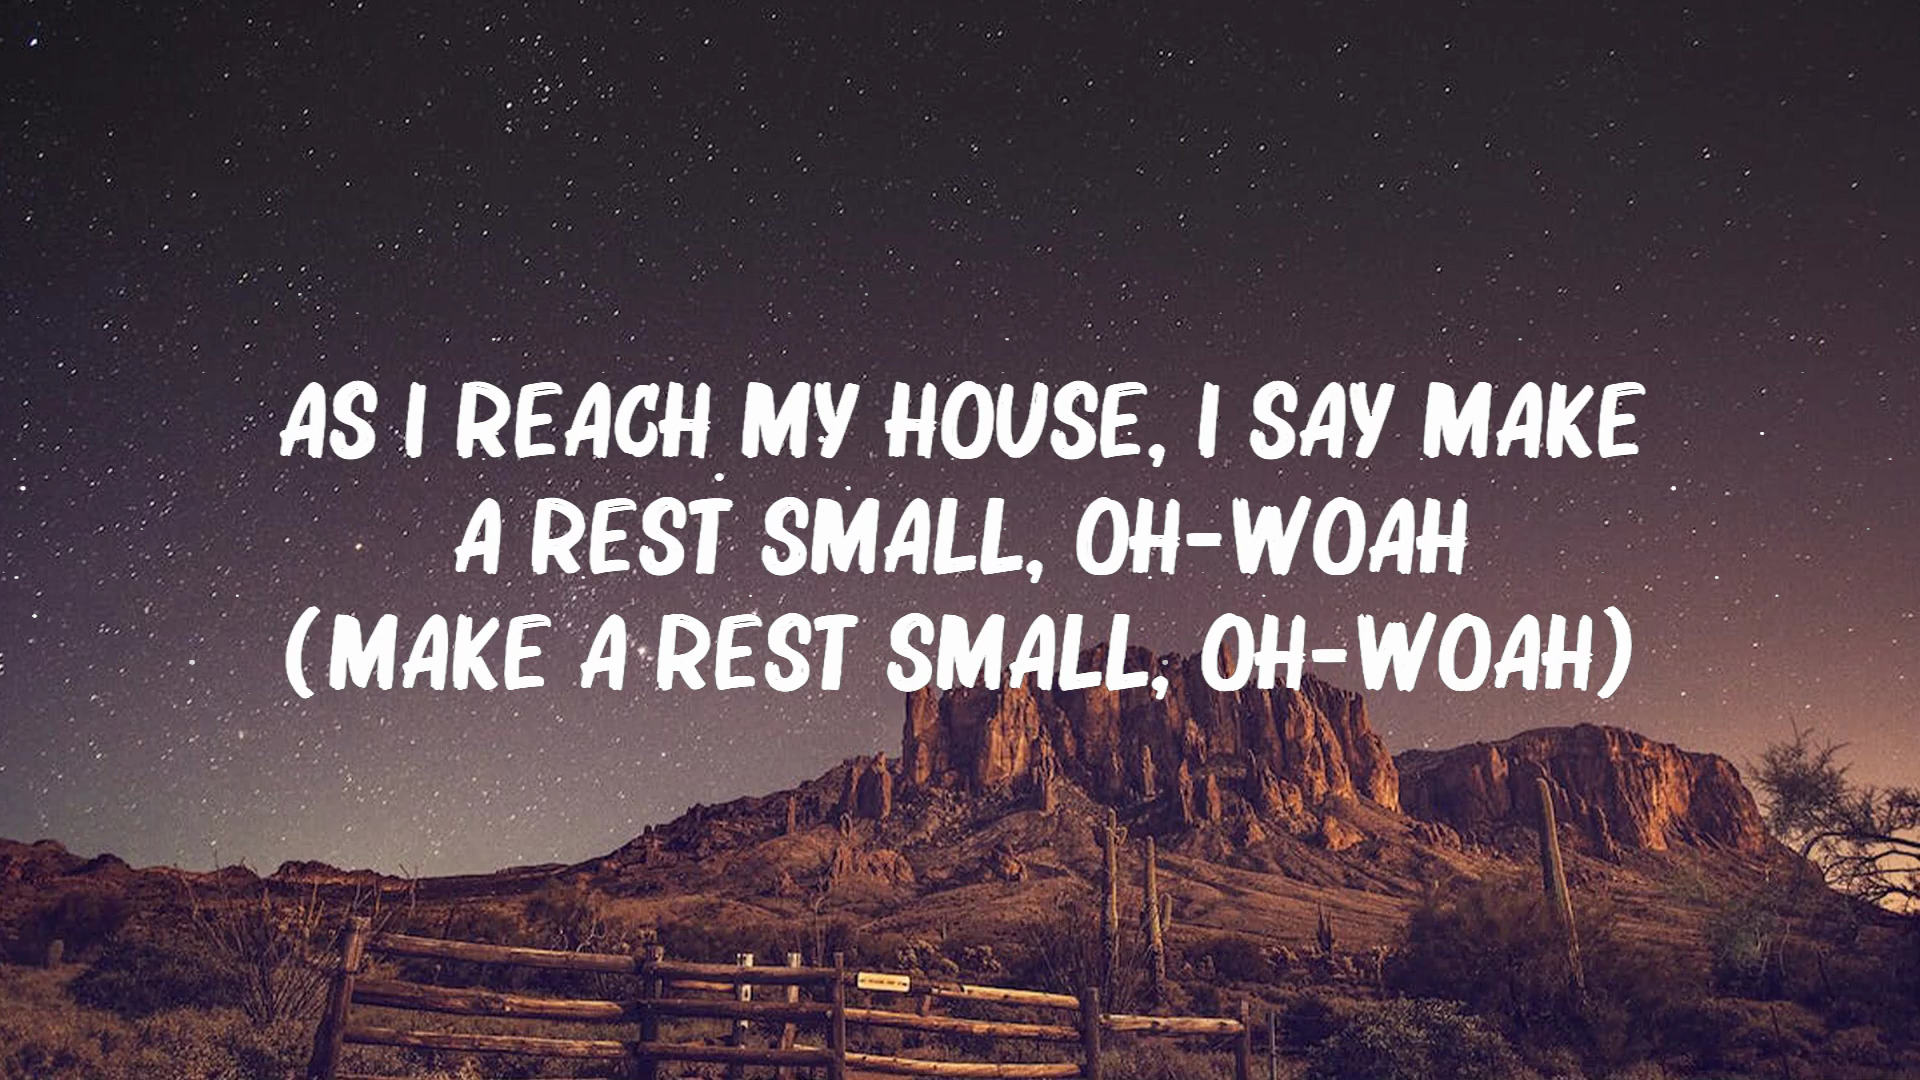 AS I REACH MY HOUSE, I SAY MAKE
A REST SMALL, OH-WOAH
(MAKE A REST SMALL, OH-WOAH)